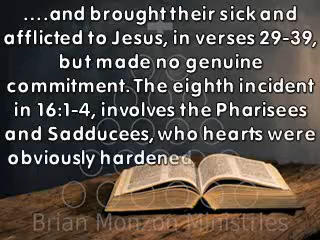 ....and brought their sick and
afflicted to Jesus, in verses 29-39,
but made no genuine
commitment. The eighth incident
in 16:1-4, involves the Pharisees
and Sadducees, who hearts were
obviously hardened
Brian Monzon Ministries